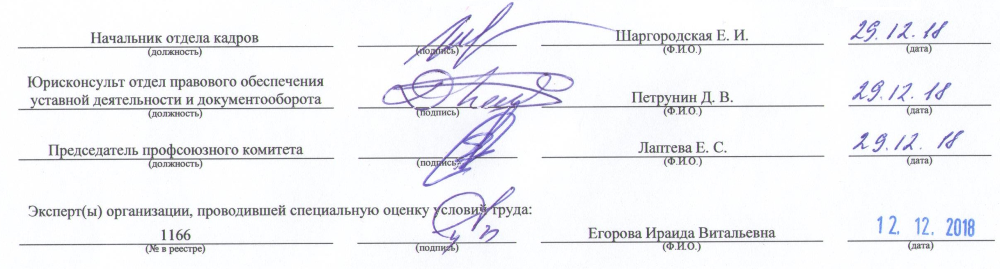 Начальник отдела кадров Шаргородская Е. И. 29.12.18
(должность) (подпись) (Ф.И.О.) (дата)
Юрисконсульт отдел правового обеспечения
уставной деятельности и документооборота Петрунин Д. В. 29.12.18
(должность) (подпись) (Ф.И.О.) (дата)
Председатель профсоюзного комитета Лаптева Е. С. 29.12.18
(должность) (подпись) (Ф.И.О.) (дата)
Эксперт(ы) организации, проводившей специальную оценку условий труда:
1166 Егорова Ираида Витальевна 12. 12. 2018
(№ в реестре) (подпись) (Ф.И.О.) (дата)